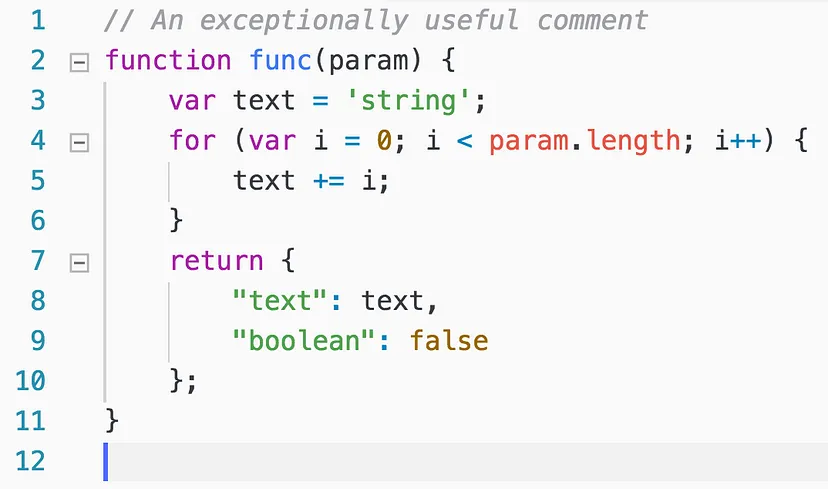 1 // An exceptionally useful comment
2 function func(param) {
3     var text = 'string';
4     for (var i = 0; i < param.length; i++) {
5         text += i;
6     }
7     return {
8         "text": text,
9         "boolean": false
10     };
11 }
12